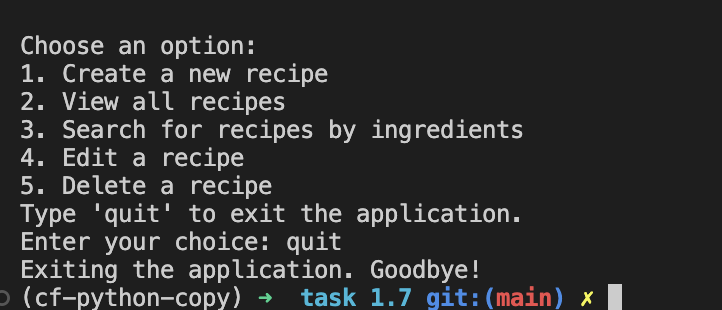 Choose an option:
1. Create a new recipe
2. View all recipes
3. Search for recipes by ingredients
4. Edit a recipe
5. Delete a recipe
Type 'quit' to exit the application.
Enter your choice: quit
Exiting the application. Goodbye!
(cf-python-copy) → task 1.7 git:(main) ✗